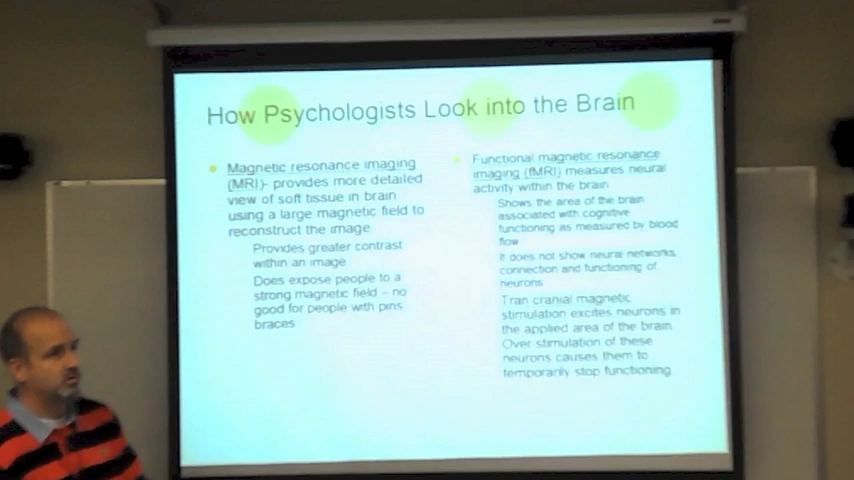 How Psychologists Look into the Brain
Magnetic resonance imaging
(MRI)- provides more detailed
view of soft tissue in brain
using a large magnetic field to
reconstruct the image
Provides greater contrast
within an image
Does expose people to a
strong magnetic field – no
good for people with pins
braces
Functional magnetic resonance
imaging (fMRI) measures neural
activity within the brain
Shows the area of the brain
associated with cognitive
functioning as measured by blood
flow
It does not show neural networks,
connection and functioning of
neurons
Tran cranial magnetic
stimulation excites neurons in
the applied area of the brain.
Over stimulation of these
neurons causes them to
temporarily stop functioning